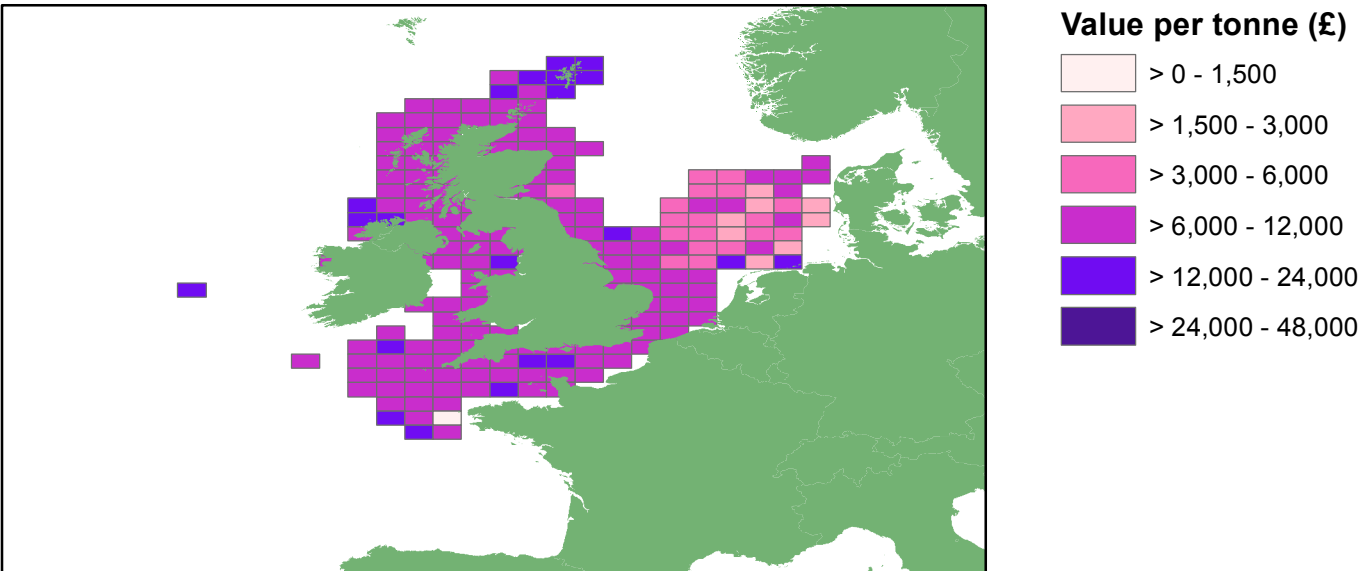 Value per tonne (£)
> 0 - 1,500
> 1,500 - 3,000
> 3,000 - 6,000
> 6,000 - 12,000
> 12,000 - 24,000
> 24,000 - 48,000